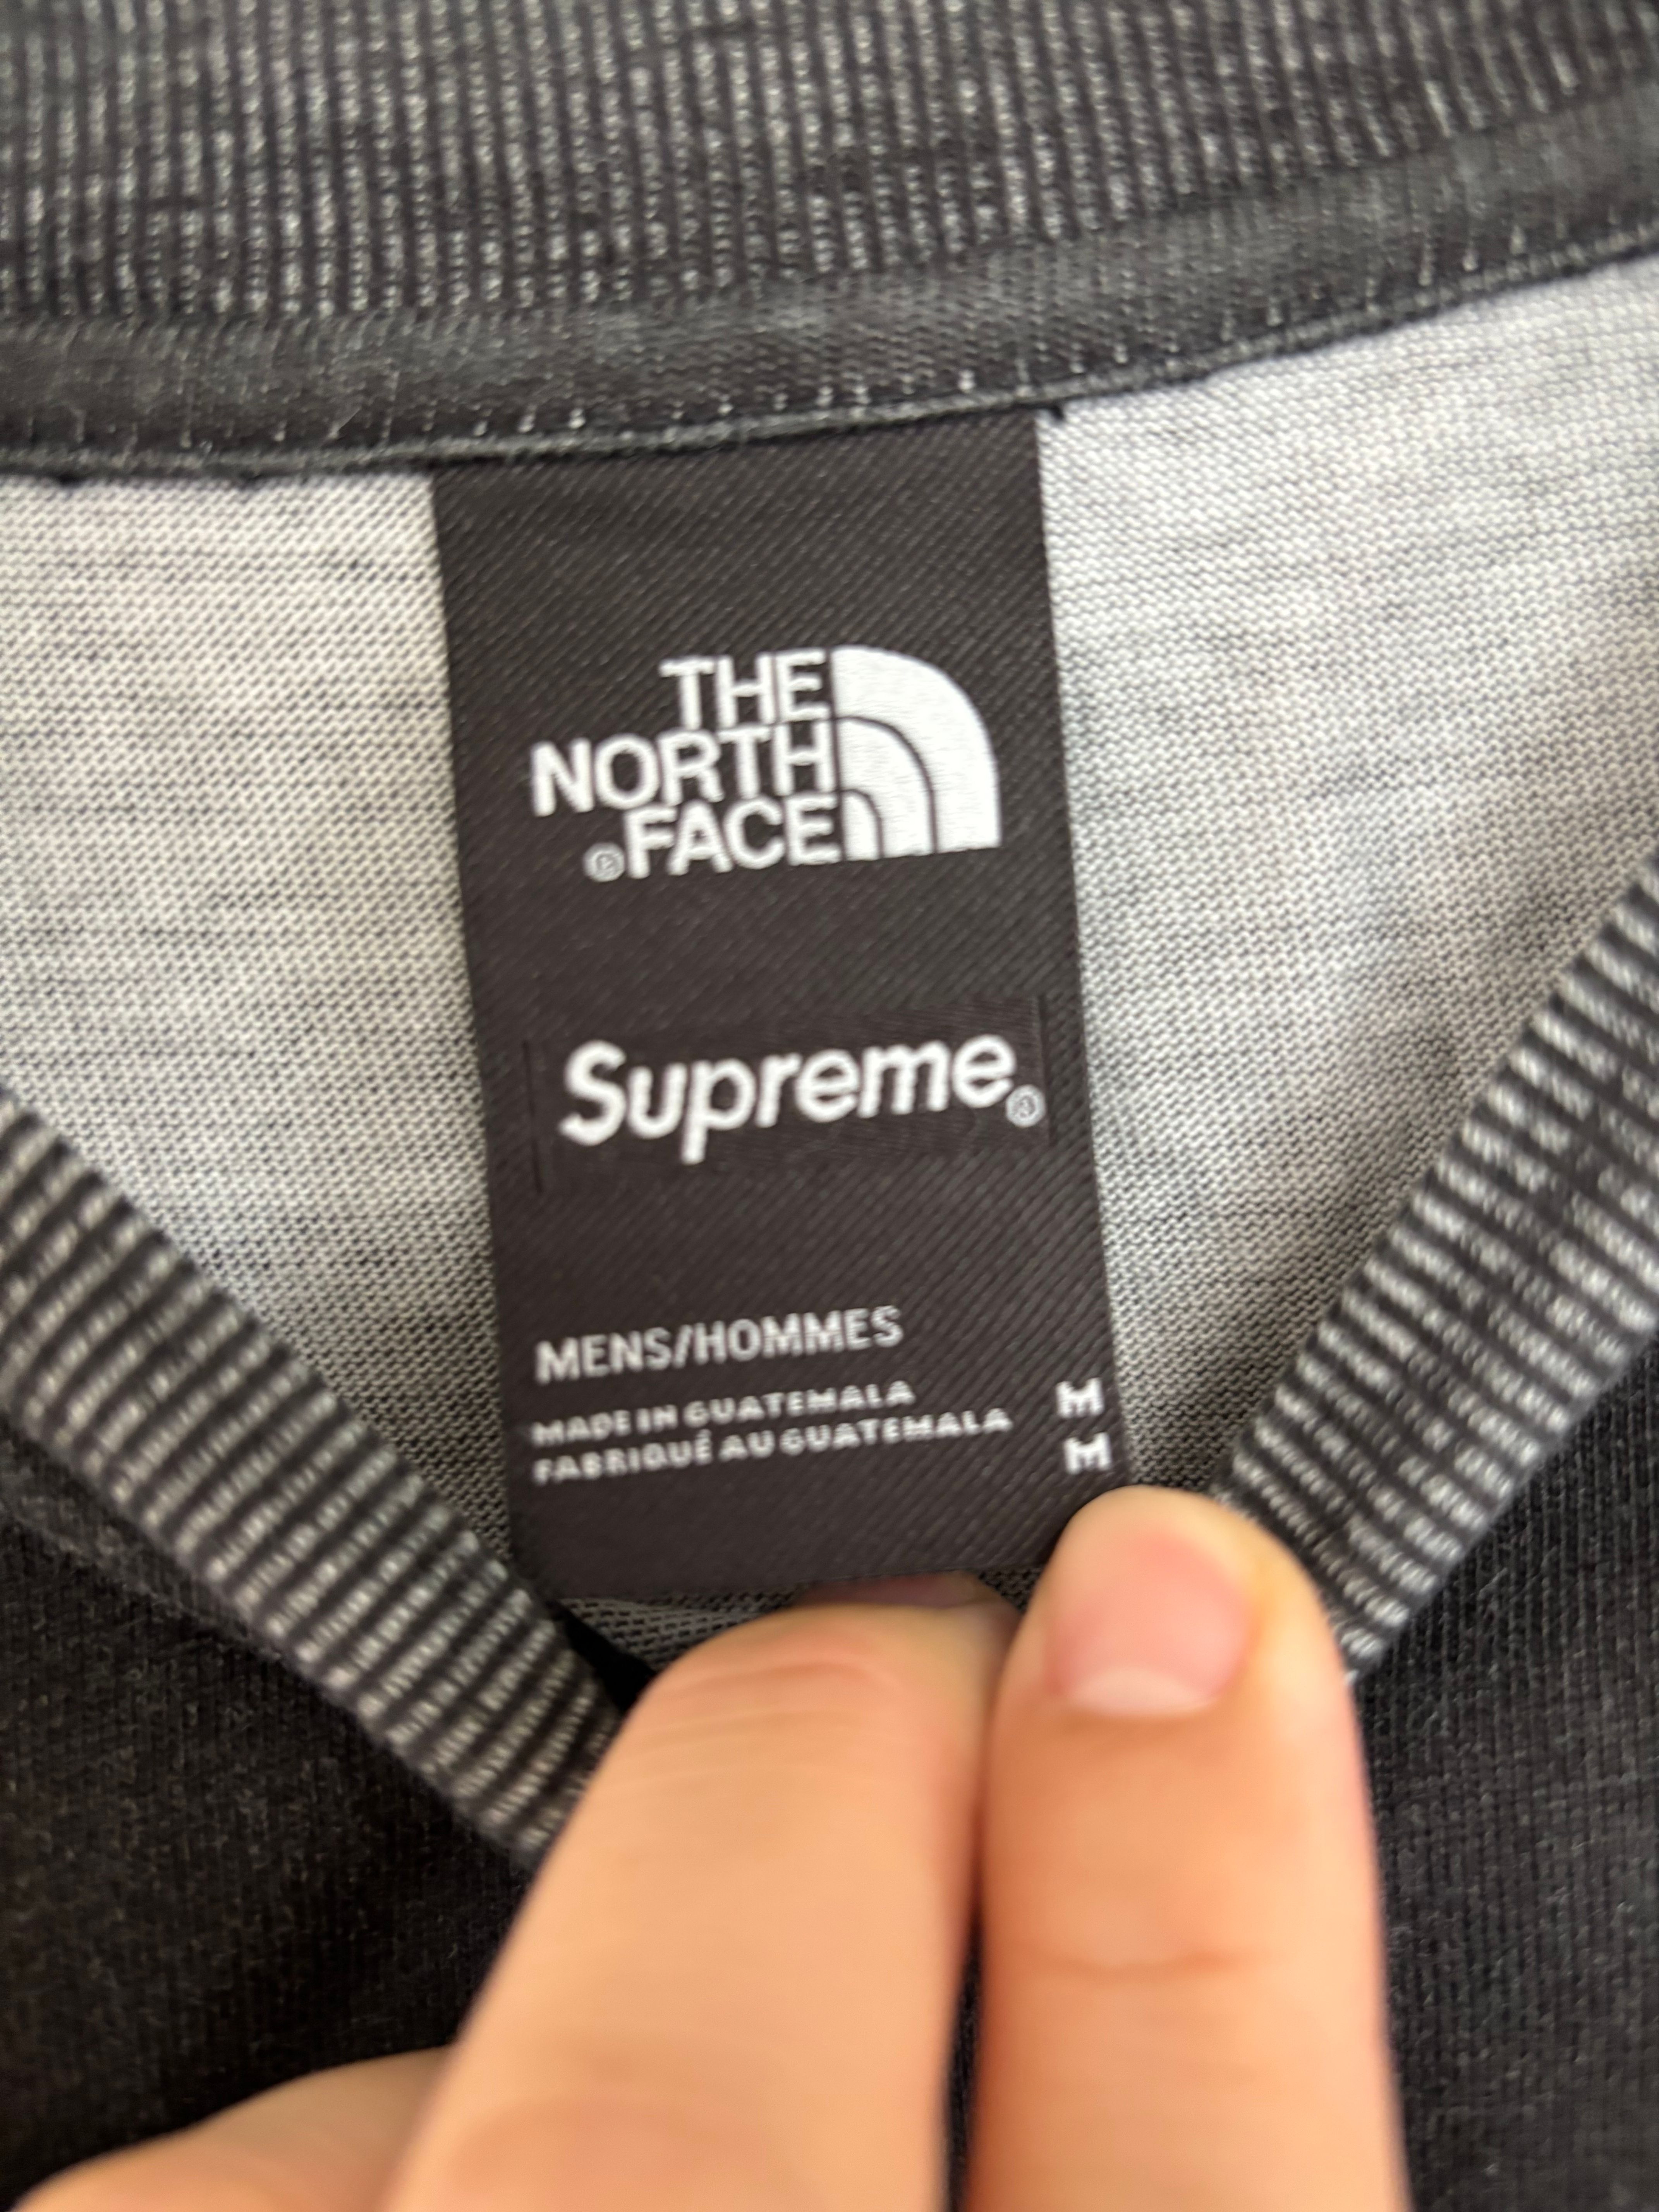 THE
NORTH
FACE®
Supreme®
MENS/HOMMES
MADE IN GUATEMALA M
FABRIQUÉ AU GUATEMALA M